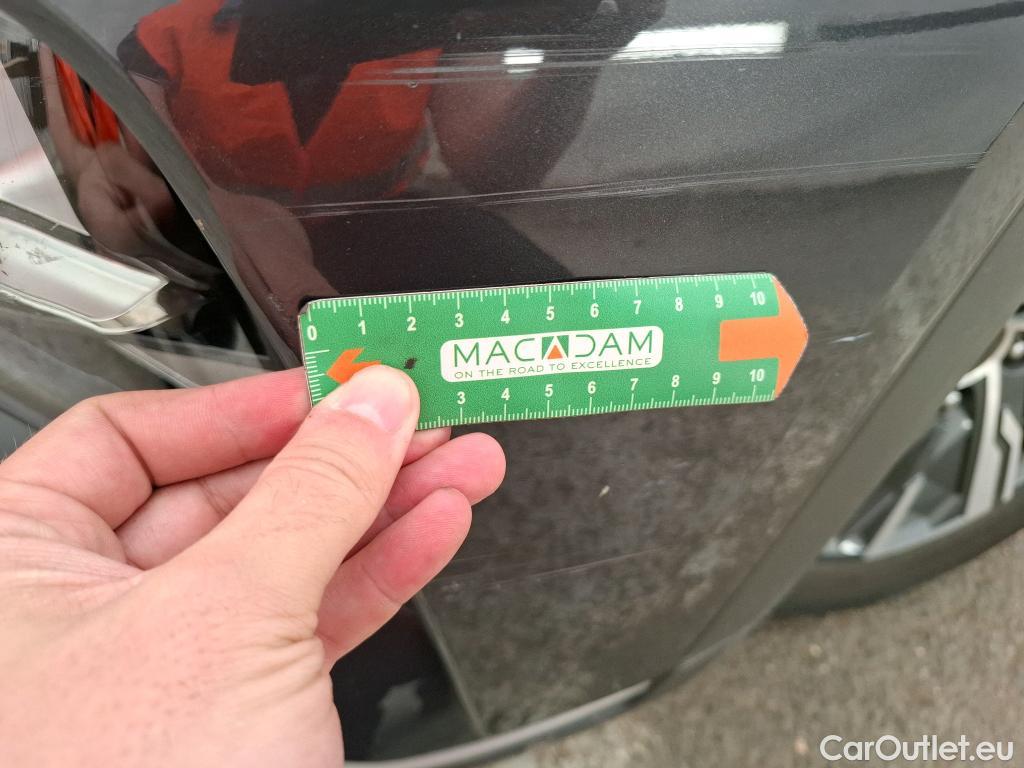 0 1 2 3 4 5 6 7 8 9 10
MACADAM
ON THE ROAD TO EXCELLENCE
3 4 5 6 7 8 9 10
CarOutlet.eu